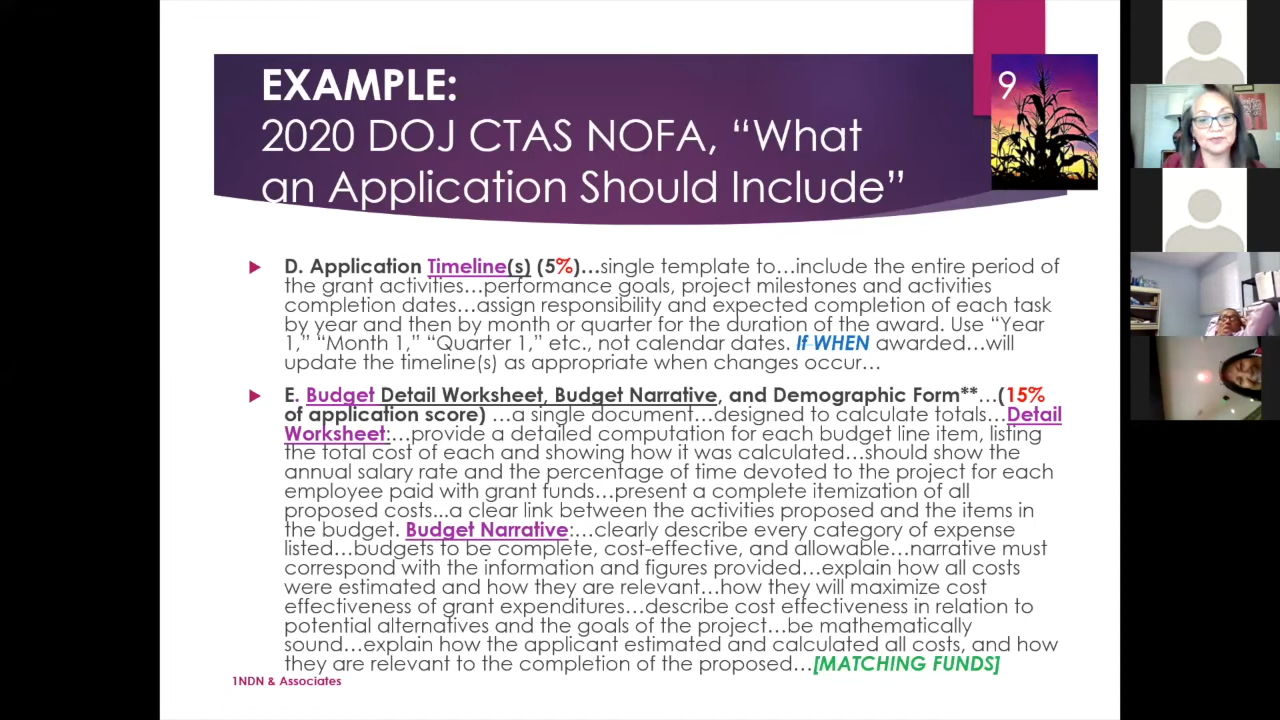 EXAMPLE:
9
2020 DOJ CTAS NOFA, “What
an Application Should Include”
D. Application Timeline(s) (5%)…single template to…include the entire period of
the grant activities…performance goals, project milestones and activities
completion dates…assign responsibility and expected completion of each task
by year and then by month or quarter for the duration of the award. Use “Year
1,” “Month 1,” “Quarter 1,” etc., not calendar dates. If WHEN awarded…will
update the timeline(s) as appropriate when changes occur…
E. Budget Detail Worksheet, Budget Narrative, and Demographic Form**…(15%
of application score) …a single document…designed to calculate totals…Detail
Worksheet:…provide a detailed computation for each budget line item, listing
the total cost of each and showing how it was calculated…should show the
annual salary rate and the percentage of time devoted to the project for each
employee paid with grant funds…present a complete itemization of all
proposed costs...a clear link between the activities proposed and the items in
the budget. Budget Narrative:…clearly describe every category of expense
listed…budgets to be complete, cost-effective, and allowable…narrative must
correspond with the information and figures provided…explain how all costs
were estimated and how they are relevant…how they will maximize cost
effectiveness of grant expenditures…describe cost effectiveness in relation to
potential alternatives and the goals of the project…be mathematically
sound…explain how the applicant estimated and calculated all costs, and how
they are relevant to the completion of the proposed…[MATCHING FUNDS]
1NDN & Associates